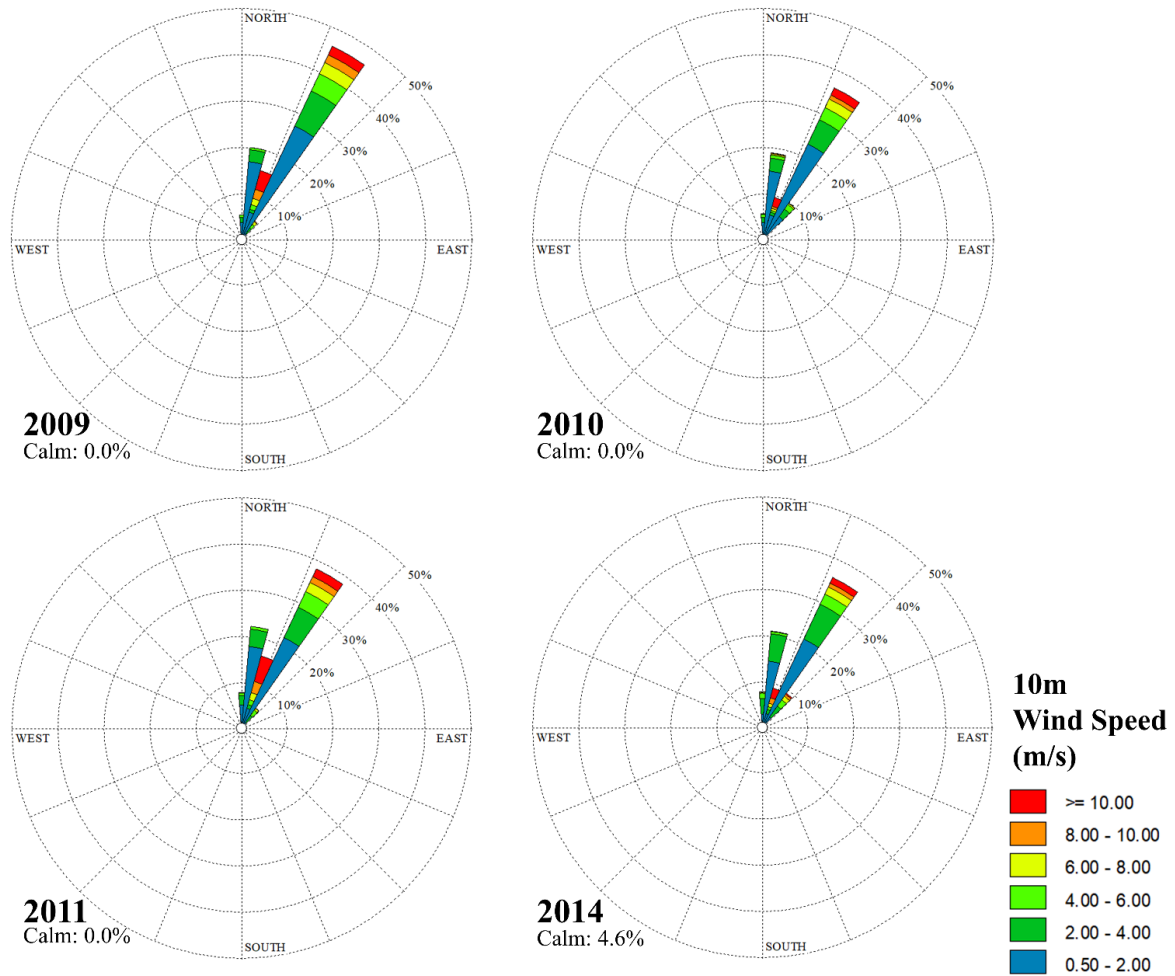 NORTH
50%
40%
30%
20%
10%
WEST
EAST
2009
Calm: 0.0%
SOUTH
NORTH
50%
40%
30%
20%
10%
WEST
EAST
2010
Calm: 0.0%
SOUTH
NORTH
50%
40%
30%
20%
10%
WEST
EAST
2011
Calm: 0.0%
SOUTH
NORTH
50%
40%
30%
20%
10%
WEST
EAST
2014
Calm: 4.6%
SOUTH
10m
Wind Speed
(m/s)
>= 10.00
8.00 - 10.00
6.00 - 8.00
4.00 - 6.00
2.00 - 4.00
0.50 - 2.00